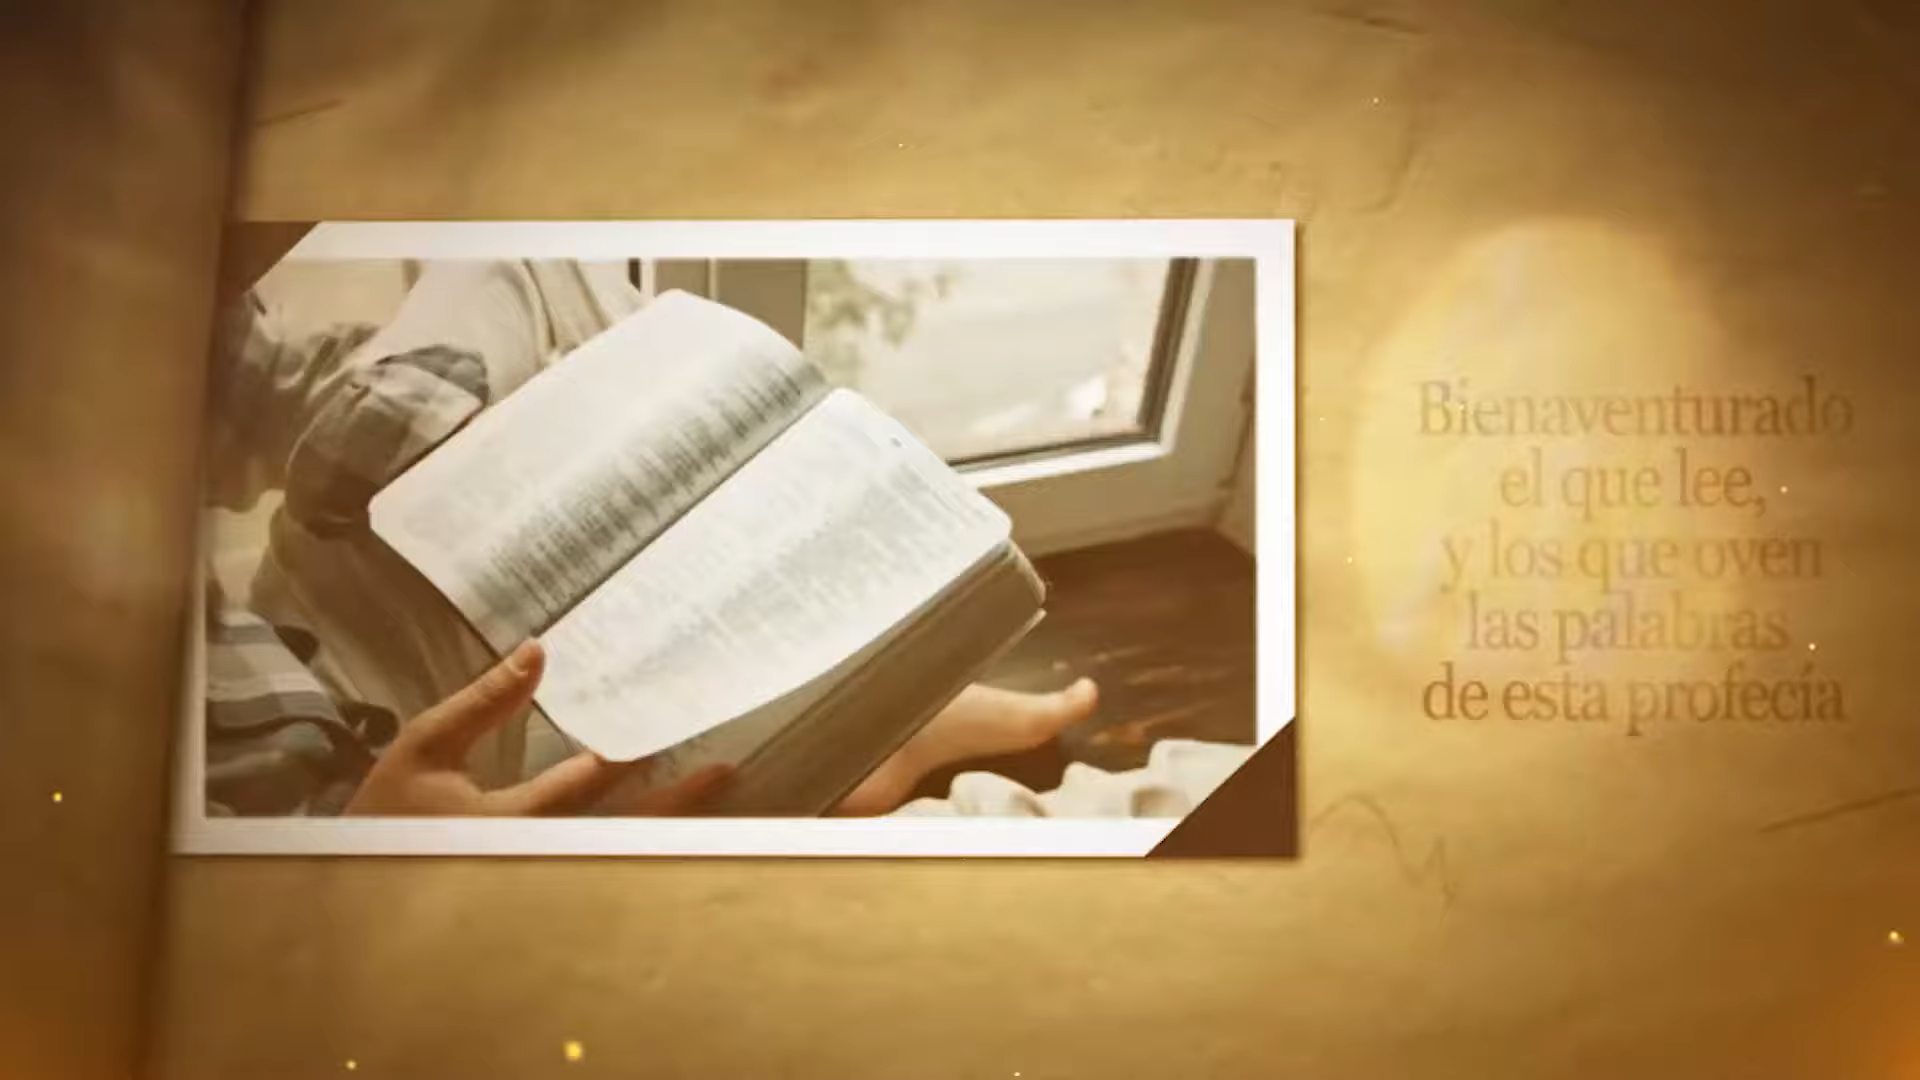 Bienaventurado
el que lee,
y los que oyen
las palabras
de esta profecía